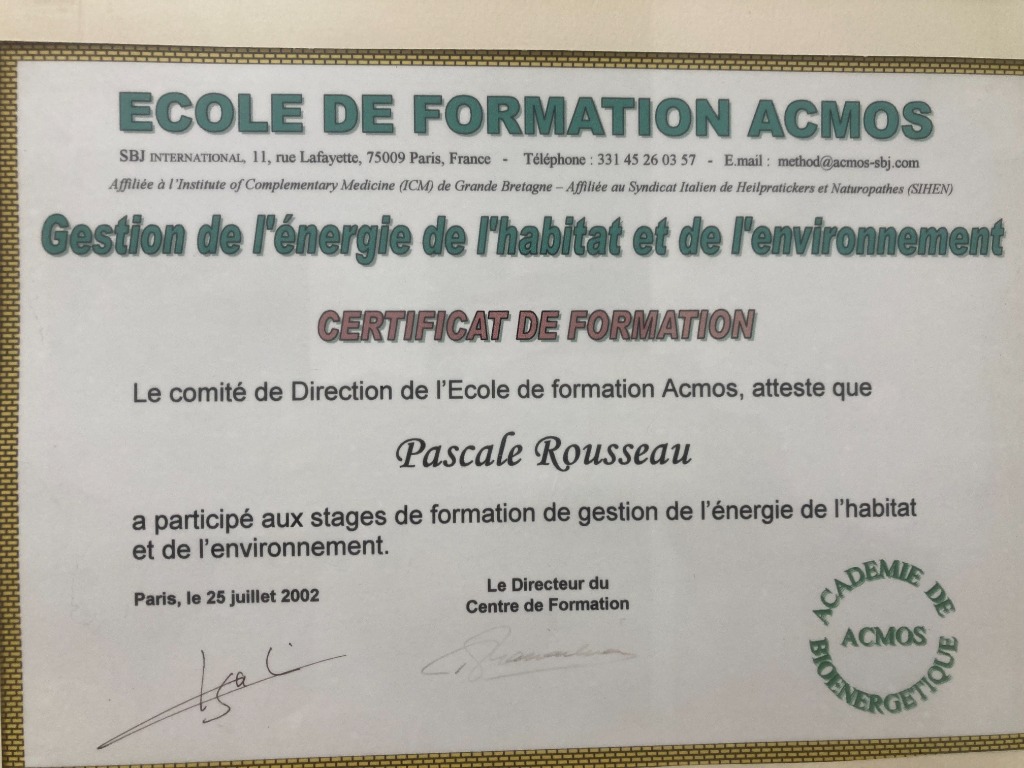 ECOLE DE FORMATION ACMOS
SBJ INTERNATIONAL, 11, rue Lafayette, 75009 Paris, France - Téléphone : 331 45 26 03 57 - E.mail : method@acmos-sbj.com
Affiliée à l'Institute of Complementary Medicine (ICM) de Grande Bretagne – Affiliée au Syndicat Italien de Heilpratickers et Naturopathes (SIHEN)
Gestion de l'énergie de l'habitat et de l'environnement
CERTIFICAT DE FORMATION
Le comité de Direction de l'Ecole de formation Acmos, atteste que
Pascale Rousseau
a participé aux stages de formation de gestion de l'énergie de l'habitat
et de l'environnement.
Paris, le 25 juillet 2002
Le Directeur du
Centre de Formation
ACADEMIE DE
ACMOS
BIOENERGETIQUE